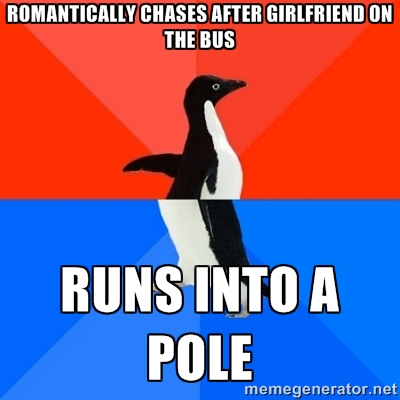 ROMANTICALLY CHASES AFTER GIRLFRIEND ON
THE BUS
RUNS INTO A
POLE
memegenerator.net